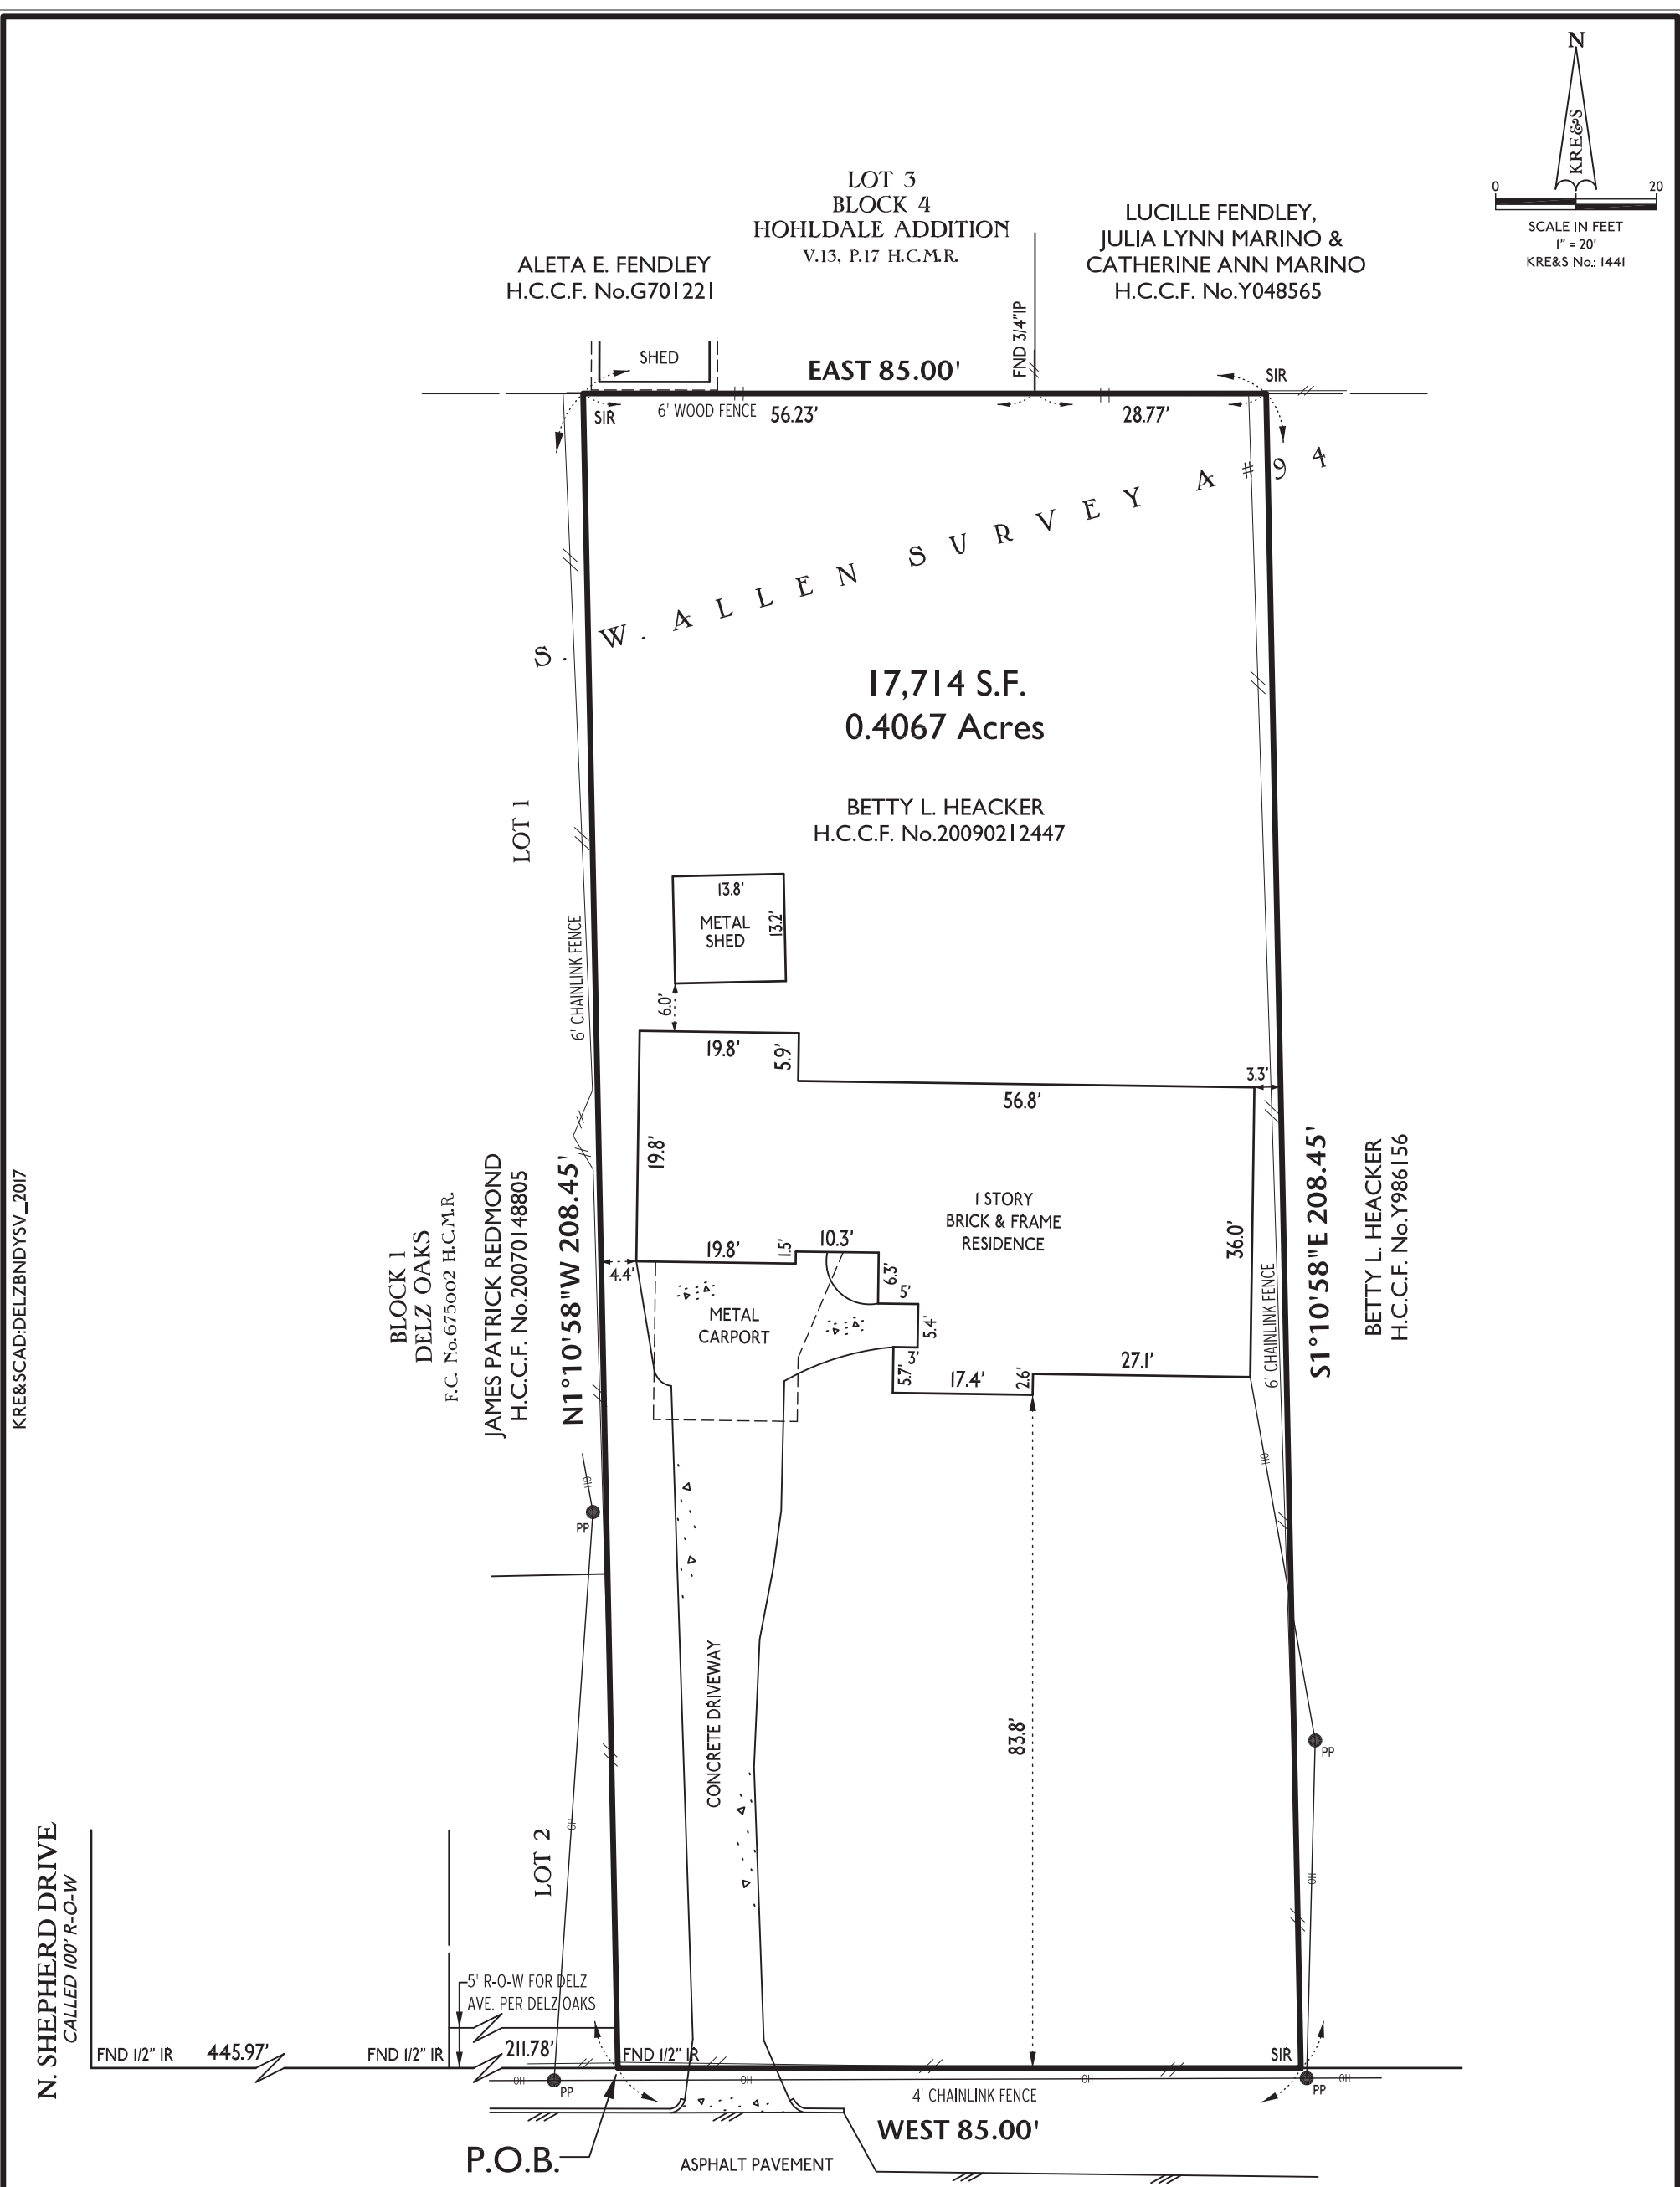 N
KRE&S
0 20
SCALE IN FEET
1" = 20'
KRE&S No.: 1441
LOT 3
BLOCK 4
HOHLDALE ADDITION
V.13, P.17 H.C.M.R.
ALETA E. FENDLEY
H.C.C.F. No.G701221
LUCILLE FENDLEY,
JULIA LYNN MARINO &
CATHERINE ANN MARINO
H.C.C.F. No.Y048565
SHED
EAST 85.00'
FND 3/4"IP
SIR
SIR
6' WOOD FENCE
56.23'
28.77'
S. W. ALLEN SURVEY A#94
17,714 S.F.
0.4067 Acres
BETTY L. HEACKER
H.C.C.F. No.20090212447
LOT 1
6' CHAINLINK FENCE
13.8'
METAL
SHED
13.2'
6.0'
19.8'
5.9'
56.8'
3.3'
19.8'
1 STORY
BRICK & FRAME
RESIDENCE
36.0'
19.8'
1.5'
10.3'
6.3'
5'
5.4'
3'
5.7'
17.4'
2.6'
27.1'
4.4'
METAL
CARPORT
6' CHAINLINK FENCE
S1°10'58"E 208.45'
BETTY L. HEACKER
H.C.C.F. No.Y986156
N1°10'58"W 208.45'
JAMES PATRICK REDMOND
H.C.C.F. No.20070148805
BLOCK 1
DELZ OAKS
F.C. No.675002 H.C.M.R.
KRE&SCAD:DELZBNDYSV_2017
OH
OH
PP
CONCRETE DRIVEWAY
83.8'
PP
OH
OH
LOT 2
N. SHEPHERD DRIVE
CALLED 100' R-O-W
5' R-O-W FOR DELZ
AVE. PER DELZ OAKS
FND 1/2" IR
445.97'
FND 1/2" IR
211.78'
FND 1/2" IR
SIR
OH
PP
OH
OH
PP
OH
4' CHAINLINK FENCE
WEST 85.00'
P.O.B.
ASPHALT PAVEMENT